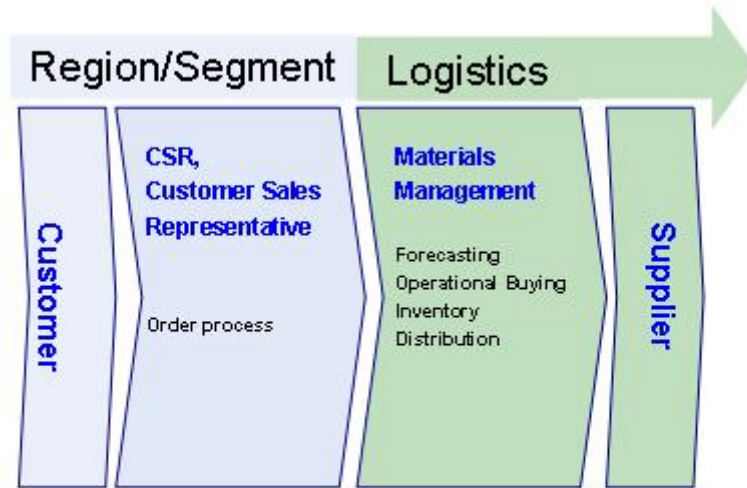 Region/Segment
Logistics
Customer
CSR,
Customer Sales
Representative
Order process
Materials
Management
Forecasting
Operational Buying
Inventory
Distribution
Supplier